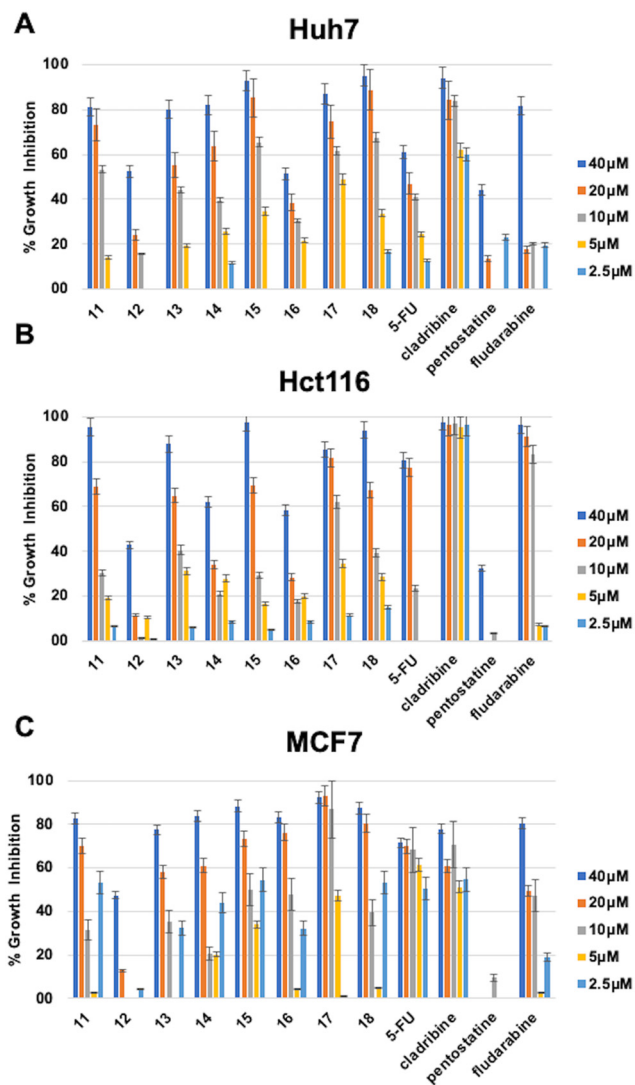 A
Huh7
100
80
60
40
20
00
% Growth Inhibition
11
12
13
14
15
16
17
18
5-FU
cladribine
pentostatine
fludarabine
40µM
20µM
10µM
5µM
2.5µM
B
Hct116
100
80
60
40
20
00
% Growth Inhibition
11
12
13
14
15
16
17
18
5-FU
cladribine
pentostatine
fludarabine
40µM
20µM
10µM
5µM
2.5µM
C
MCF7
100
80
60
40
20
00
% Growth Inhibition
11
12
13
14
15
16
17
18
5-FU
cladribine
pentostatine
fludarabine
40µM
20µM
10µM
5µM
2.5µM